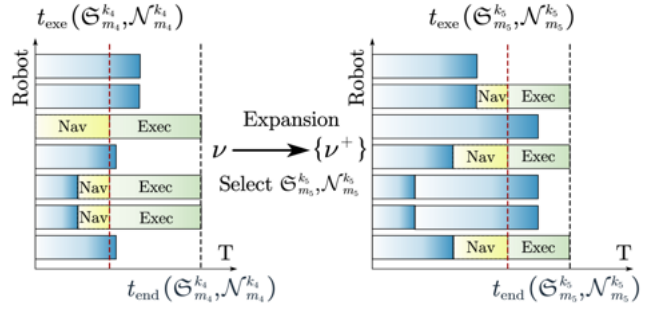 t_exe(𝔖^{k_4}_{m_4}, 𝒩^{k_4}_{m_4})
Robot
Nav Exec
Nav Exec
Nav Exec
T
t_end(𝔖^{k_4}_{m_4}, 𝒩^{k_4}_{m_4})
Expansion
ν → {ν⁺}
Select 𝔖^{k_5}_{m_5}, 𝒩^{k_5}_{m_5}
t_exe(𝔖^{k_5}_{m_5}, 𝒩^{k_5}_{m_5})
Robot
Nav Exec
Nav Exec
Nav Exec
T
t_end(𝔖^{k_5}_{m_5}, 𝒩^{k_5}_{m_5})